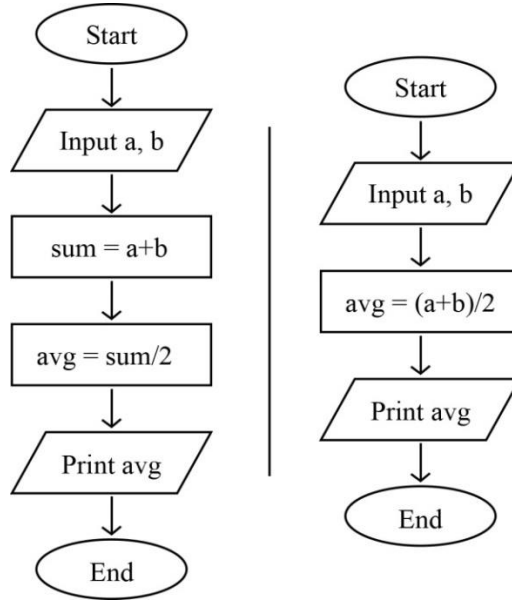 Start
Input a, b
sum = a+b
avg = sum/2
Print avg
End
Start
Input a, b
avg = (a+b)/2
Print avg
End